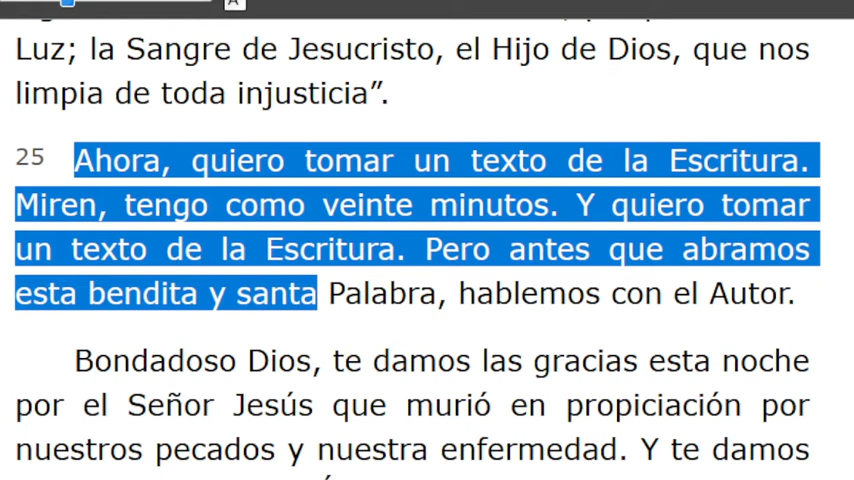 A
Luz; la Sangre de Jesucristo, el Hijo de Dios, que nos
limpia de toda injusticia”.
25 Ahora, quiero tomar un texto de la Escritura.
Miren, tengo como veinte minutos. Y quiero tomar
un texto de la Escritura. Pero antes que abramos
esta bendita y santa Palabra, hablemos con el Autor.
Bondadoso Dios, te damos las gracias esta noche
por el Señor Jesús que murió en propiciación por
nuestros pecados y nuestra enfermedad. Y te damos